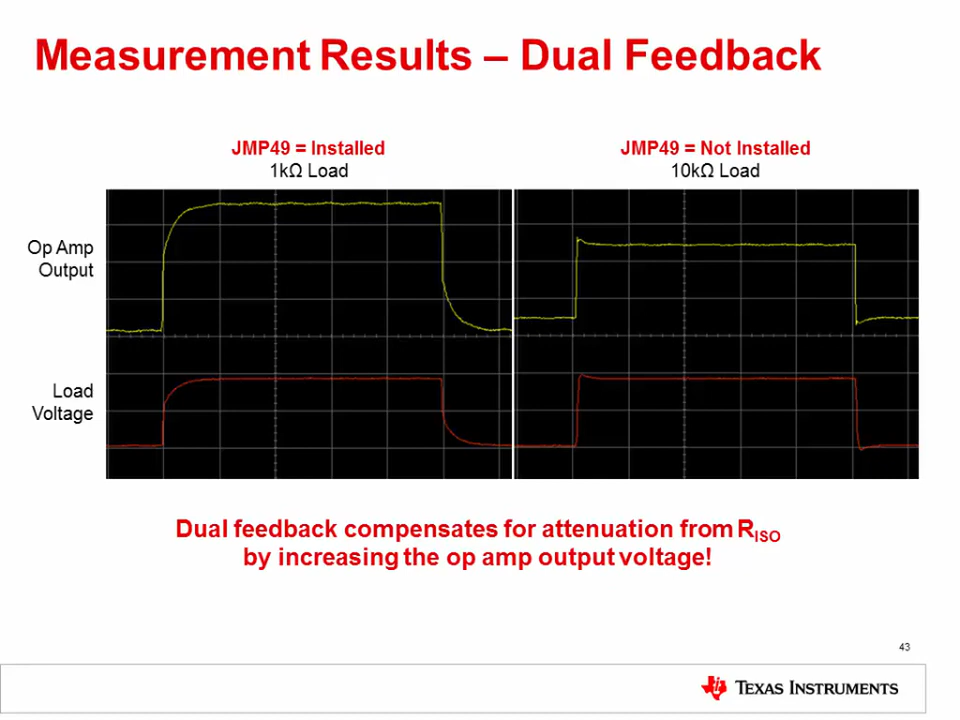 Measurement Results – Dual Feedback
JMP49 = Installed
1kΩ Load
JMP49 = Not Installed
10kΩ Load
Op Amp
Output
Load
Voltage
Dual feedback compensates for attenuation from RISO
by increasing the op amp output voltage!
43
TEXAS INSTRUMENTS